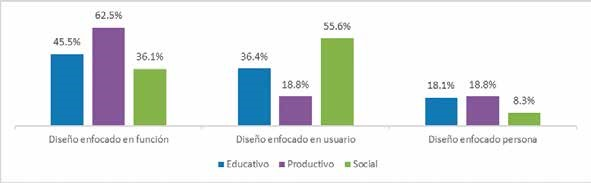 62.5%
55.6%
45.5%
36.1%
36.4%
18.8%
18.1%
18.8%
8.3%
Diseño enfocado en función
Diseño enfocado en usuario
Diseño enfocado persona
Educativo
Productivo
Social